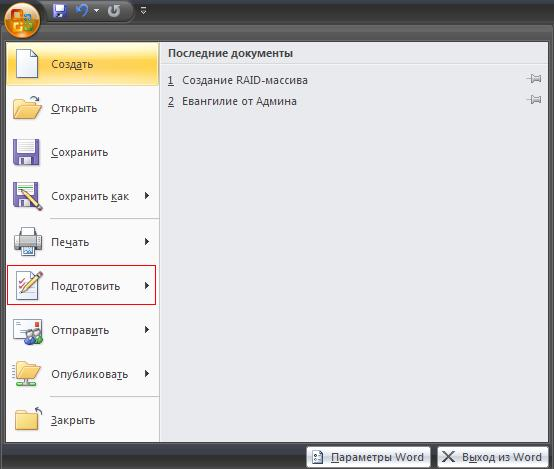 Создать
Открыть
Сохранить
Сохранить как
Печать
Подготовить
Отправить
Опубликовать
Закрыть
Последние документы
1 Создание RAID-массива
2 Евангилие от Админа
Параметры Word
Выход из Word